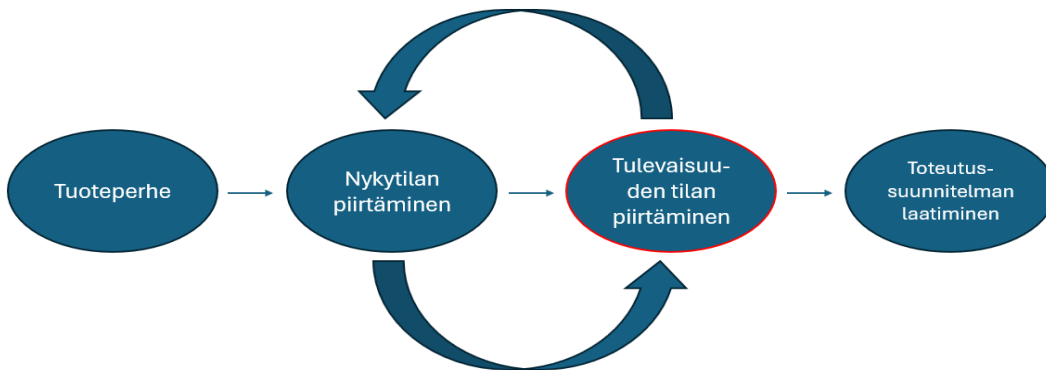 Tuoteperhe
Nykytilan
piirtäminen
Tulevaisuu-
den tilan
piirtäminen
Toteutus-
suunnitelman
laatiminen